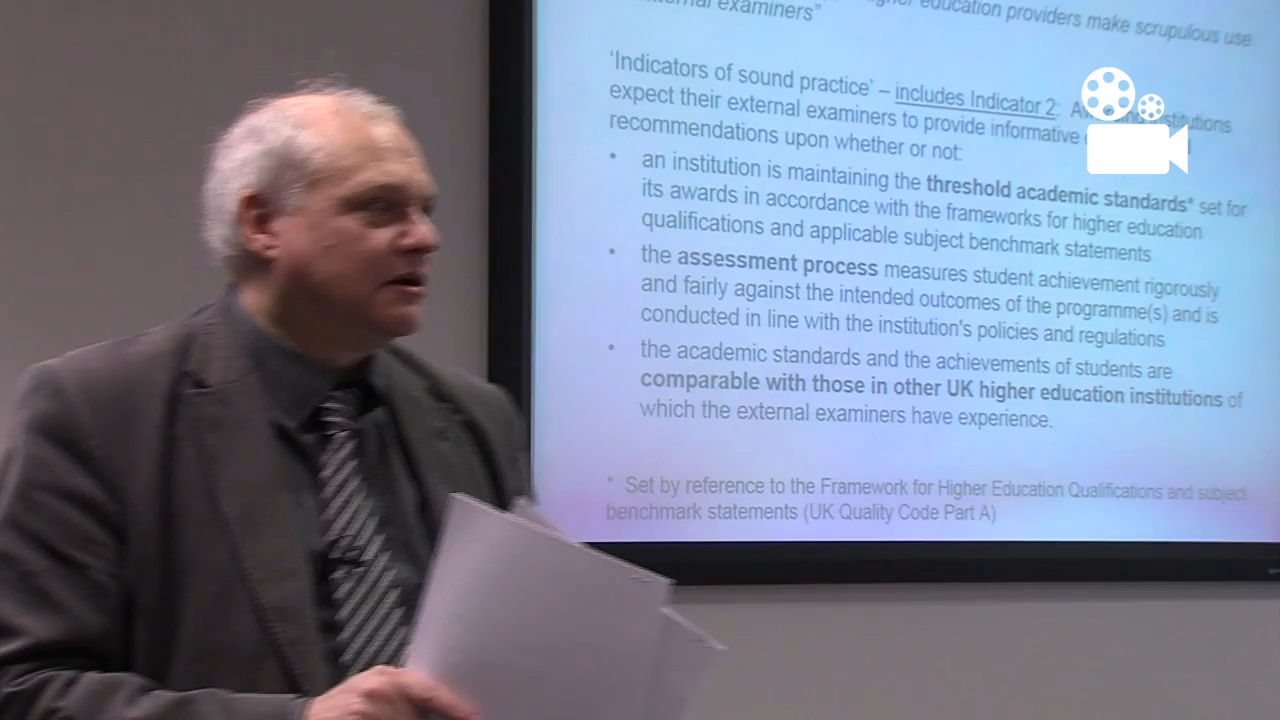 her education providers make scrupulous use
ternal examiners”
‘Indicators of sound practice’ – includes Indicator 2:
expect their external examiners to provide informative
recommendations upon whether or not:
• an institution is maintaining the threshold academic standards* set for
its awards in accordance with the frameworks for higher education
qualifications and applicable subject benchmark statements
• the assessment process measures student achievement rigorously
and fairly against the intended outcomes of the programme(s) and is
conducted in line with the institution's policies and regulations
• the academic standards and the achievements of students are
comparable with those in other UK higher education institutions of
which the external examiners have experience.
* Set by reference to the Framework for Higher Education Qualifications and subject
benchmark statements (UK Quality Code Part A)